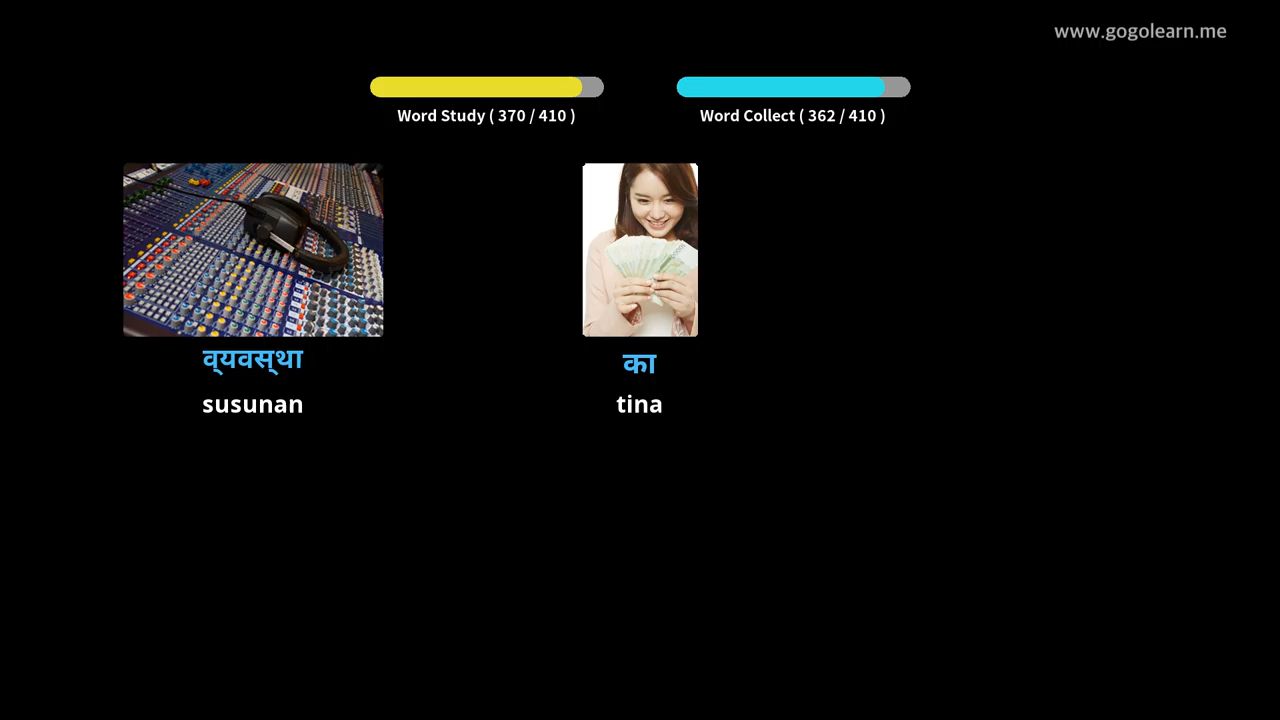 www.gogolearn.me
Word Study ( 370 / 410 )
Word Collect ( 362 / 410 )
व्‌यवस्‌था
का
susunan
tina